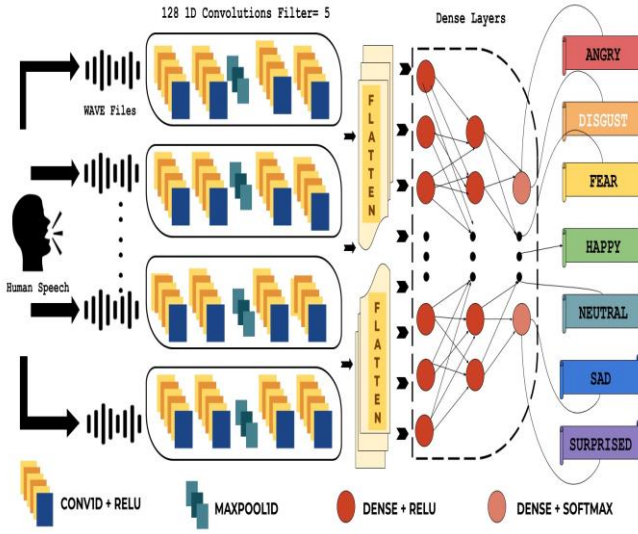 128 1D Convolutions Filter= 5
Dense Layers
WAVE Files
Human Speech
FLATTEN
FLATTEN
ANGRY
DISGUST
FEAR
HAPPY
NEUTRAL
SAD
SURPRISED
CONV1D + RELU
MAXPOOL1D
DENSE + RELU
DENSE + SOFTMAX